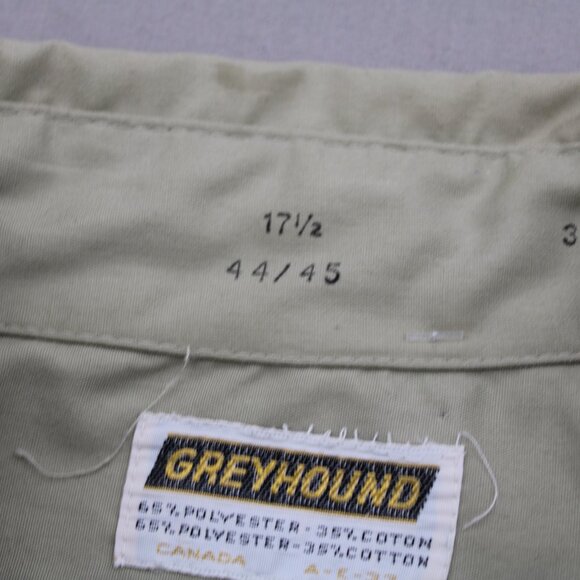 17½ 3
44/45
GREYHOUND
65% POLYESTER - 35% COTON
65% POLYESTER - 35% COTTON
CANADA